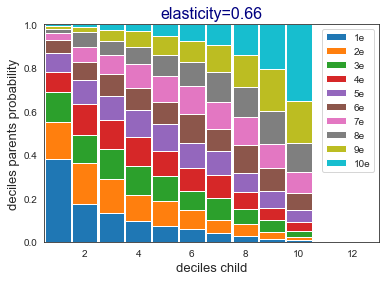 elasticity=0.66
deciles parents probability
1.0
0.8
0.6
0.4
0.2
0.0
2
4
6
8
10
12
deciles child
1e
2e
3e
4e
5e
6e
7e
8e
9e
10e